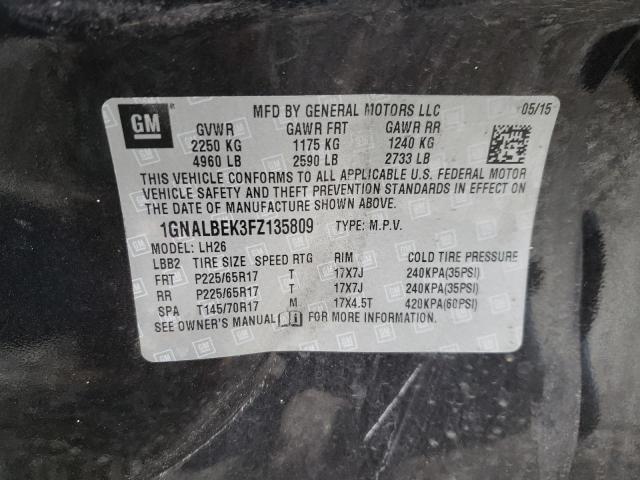 GM
MFD BY GENERAL MOTORS LLC 05/15
GVWR GAWR FRT GAWR RR
2250 KG 1175 KG 1240 KG
4960 LB 2590 LB 2733 LB
THIS VEHICLE CONFORMS TO ALL APPLICABLE U.S. FEDERAL MOTOR
VEHICLE SAFETY AND THEFT PREVENTION STANDARDS IN EFFECT ON
THE DATE OF MANUFACTURE SHOWN ABOVE.
1GNALBEK3FZ135809 TYPE: M.P.V.
MODEL: LH26
LBB2 TIRE SIZE SPEED RTG RIM COLD TIRE PRESSURE
FRT P225/65R17 T 17X7J 240KPA(35PSI)
RR P225/65R17 T 17X7J 240KPA(35PSI)
SPA T145/70R17 M 17X4.5T 420KPA(60PSI)
SEE OWNER'S MANUAL FOR MORE INFORMATION.